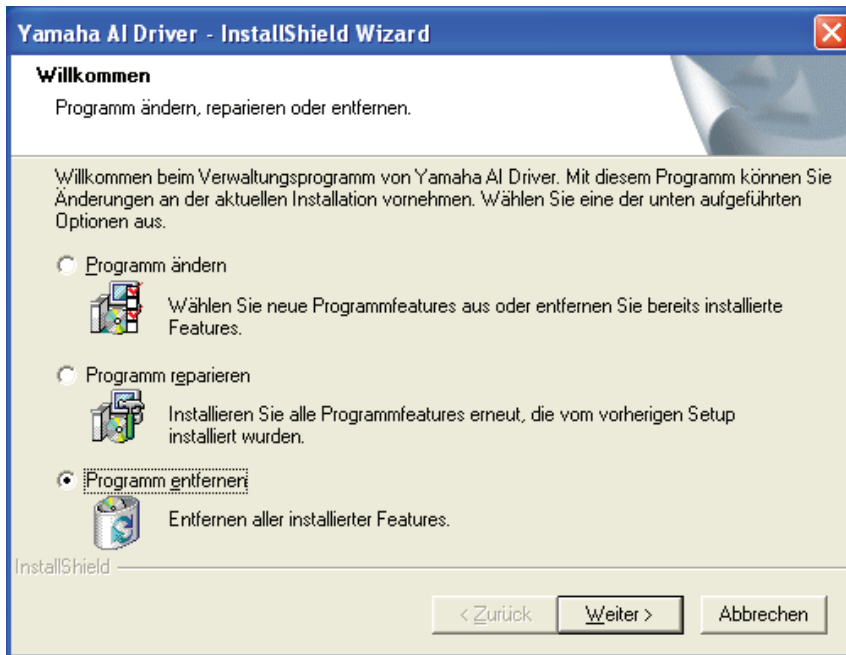 Yamaha AI Driver - InstallShield Wizard
Willkommen
Programm ändern, reparieren oder entfernen.
Willkommen beim Verwaltungsprogramm von Yamaha AI Driver. Mit diesem Programm können Sie
Änderungen an der aktuellen Installation vornehmen. Wählen Sie eine der unten aufgeführten
Optionen aus.
Programm ändern
Wählen Sie neue Programmfeatures aus oder entfernen Sie bereits installierte
Features.
Programm reparieren
Installieren Sie alle Programmfeatures erneut, die vom vorherigen Setup
installiert wurden.
Programm entfernen
Entfernen aller installierter Features.
InstallShield
< Zurück Weiter > Abbrechen